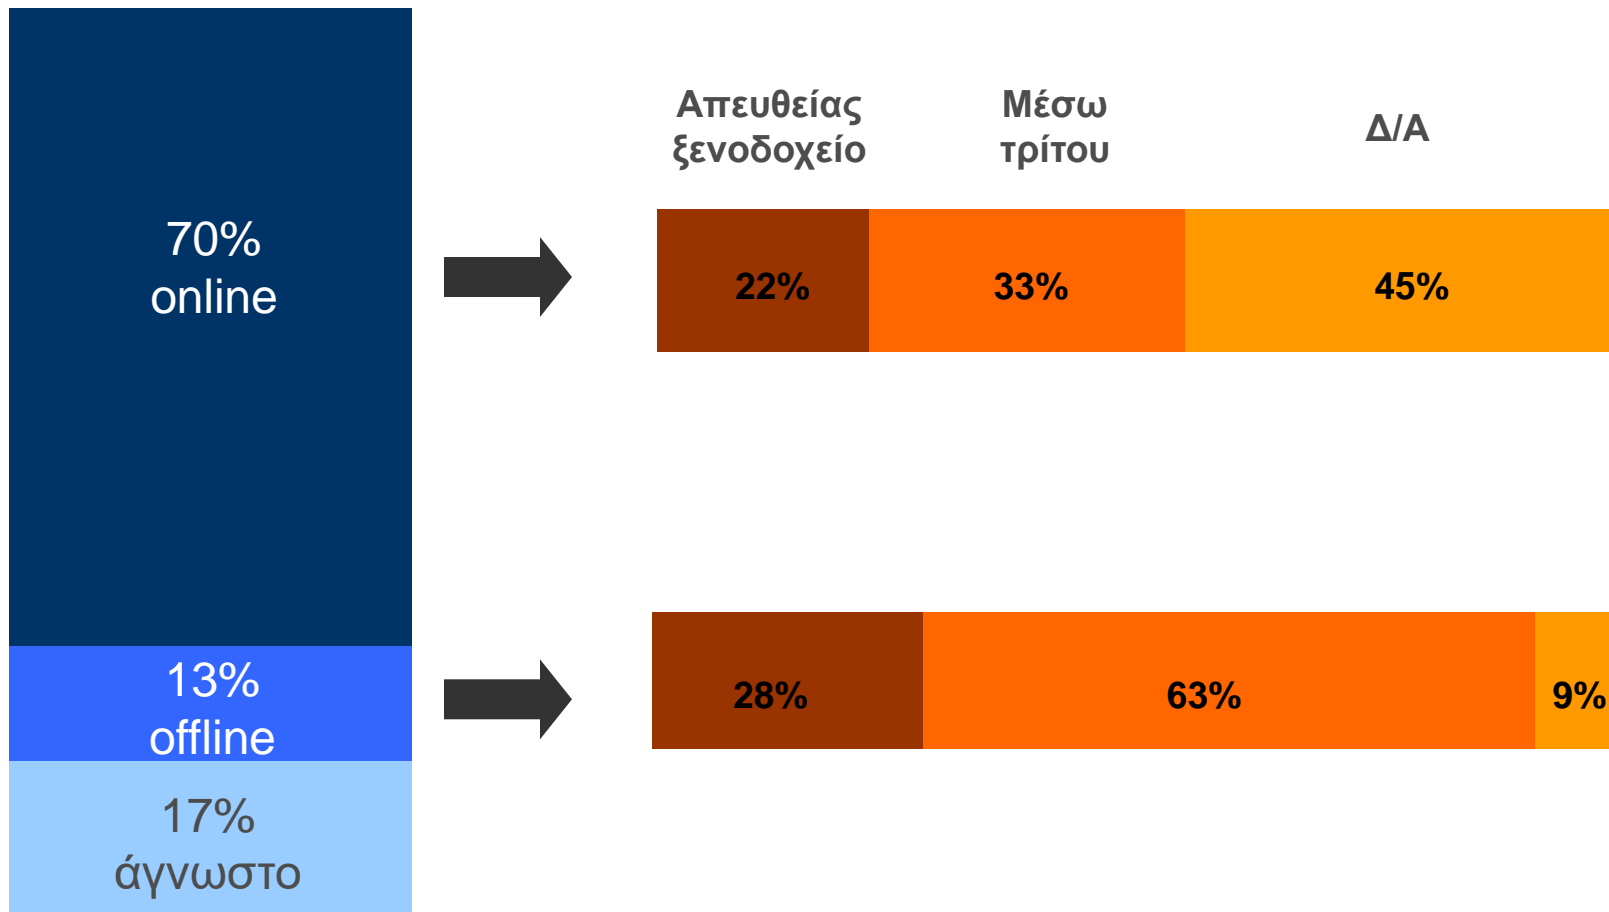 70%
online
13%
offline
17%
άγνωστο
Απευθείας
ξενοδοχείο
Μέσω
τρίτου
Δ/Α
22%
33%
45%
28%
63%
9%